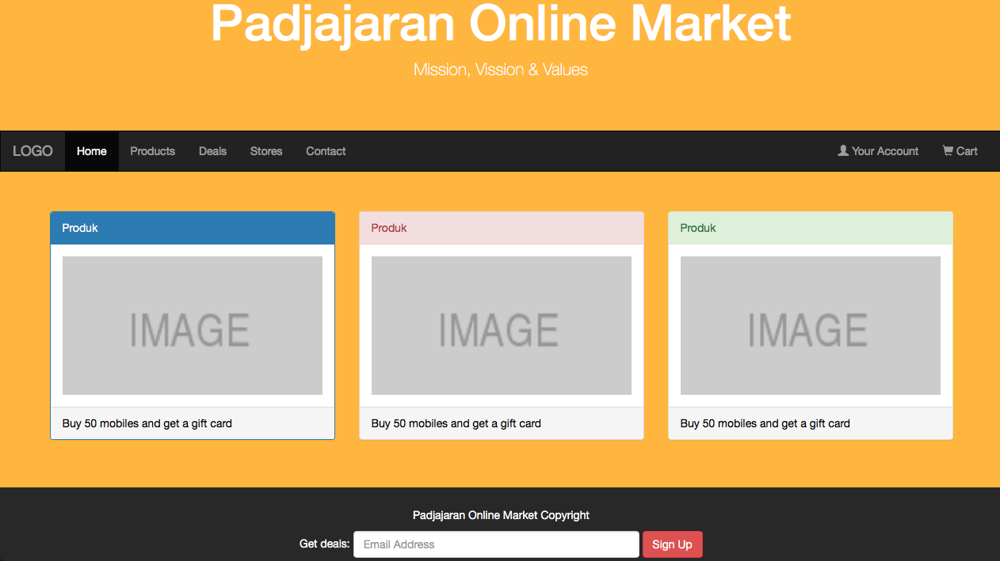 Padjajaran Online Market
Mission, Vission & Values
LOGO Home Products Deals Stores Contact Your Account Cart
Produk Produk Produk
IMAGE IMAGE IMAGE
Buy 50 mobiles and get a gift card Buy 50 mobiles and get a gift card Buy 50 mobiles and get a gift card
Padjajaran Online Market Copyright
Get deals: Email Address Sign Up